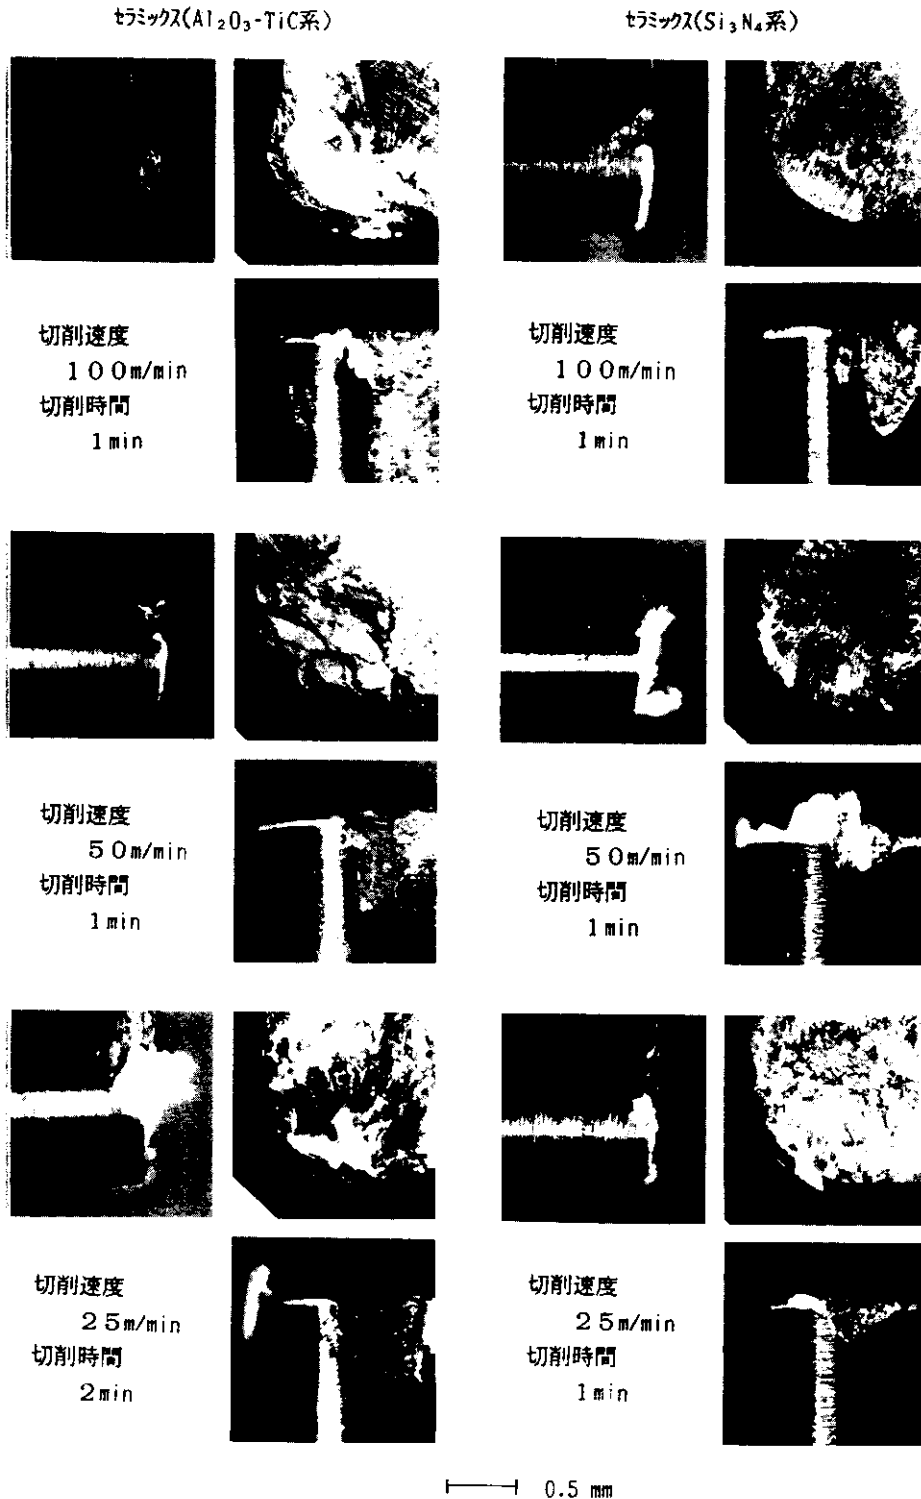 セラミックス(Al₂O₃-TiC系)
セラミックス(Si₃N₄系)
切削速度
100m/min
切削時間
1min
切削速度
100m/min
切削時間
1min
切削速度
50m/min
切削時間
1min
切削速度
50m/min
切削時間
1min
切削速度
25m/min
切削時間
2min
切削速度
25m/min
切削時間
1min
0.5 mm